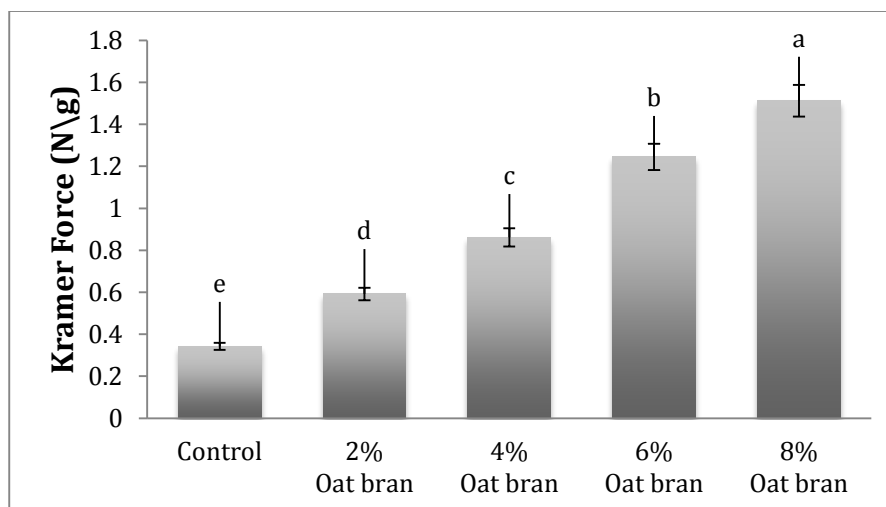 Kramer Force (N\g)
1.8
1.6
1.4
1.2
1
0.8
0.6
0.4
0.2
0
e
d
c
b
a
Control
2%
Oat bran
4%
Oat bran
6%
Oat bran
8%
Oat bran